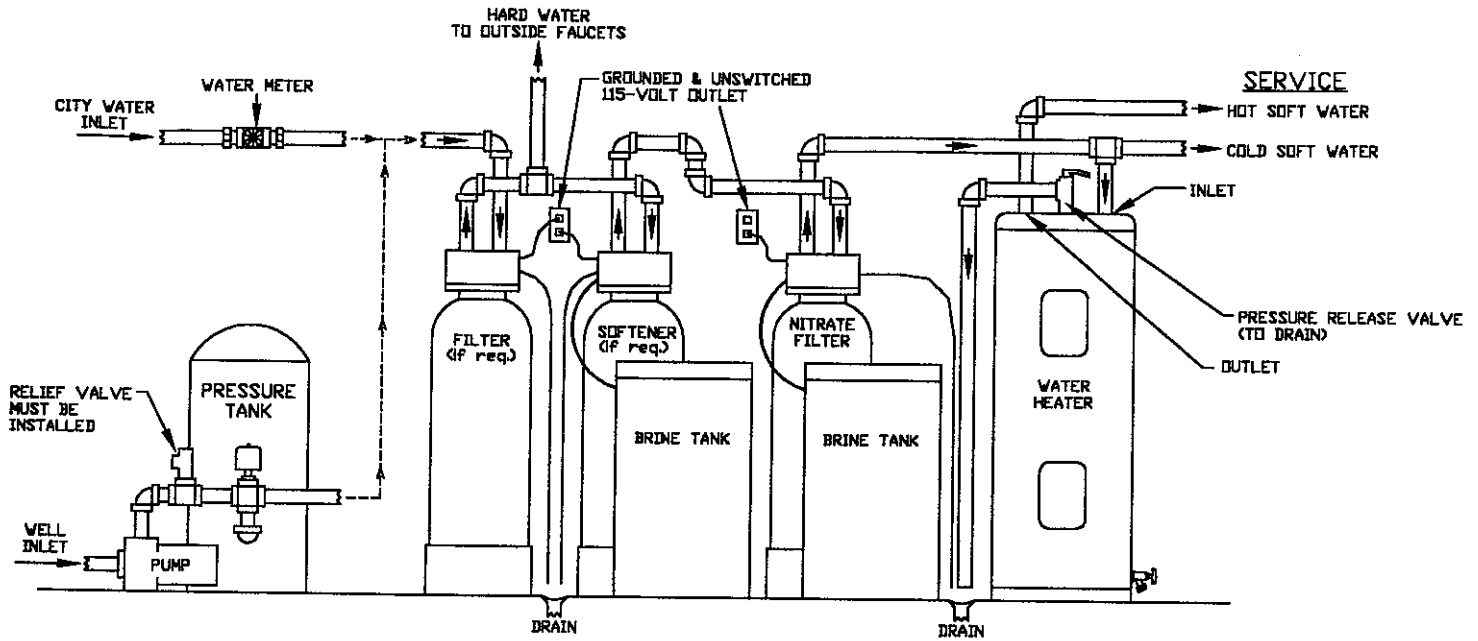 HARD WATER
TO OUTSIDE FAUCETS
WATER METER
CITY WATER
INLET
GROUNDED & UNSWITCHED
115-VOLT OUTLET
SERVICE
HOT SOFT WATER
COLD SOFT WATER
INLET
PRESSURE RELEASE VALVE
(TO DRAIN)
OUTLET
FILTER
(if req.)
SOFTENER
(if req.)
NITRATE
FILTER
WATER
HEATER
RELIEF VALVE
MUST BE
INSTALLED
PRESSURE
TANK
BRINE TANK
BRINE TANK
WELL
INLET
PUMP
DRAIN
DRAIN